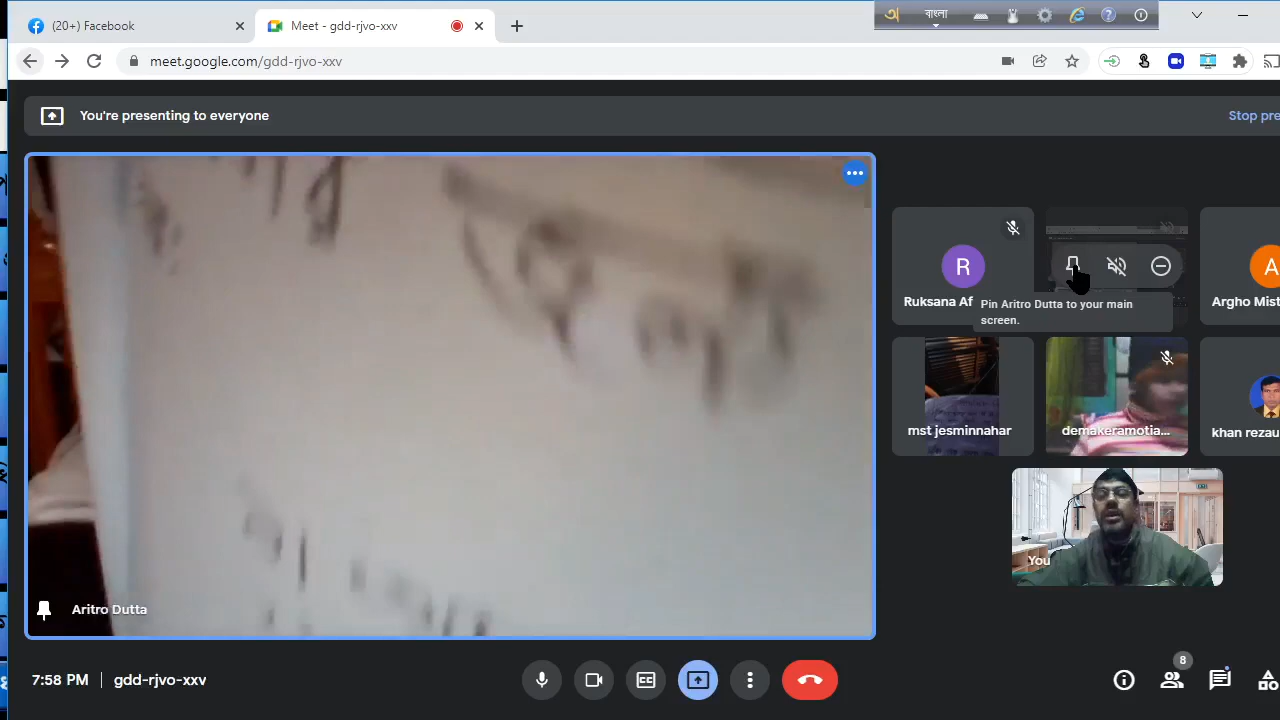 (20+) Facebook
Meet - gdd-rjvo-xxv
বাংলা
meet.google.com/gdd-rjvo-xxv
You're presenting to everyone
Stop pre
R
Ruksana Af
Pin Aritro Dutta to your main
screen.
A
Argho Mist
mst jesminnahar
demakeramotia...
khan rezau
You
Aritro Dutta
7:58 PM
gdd-rjvo-xxv
8